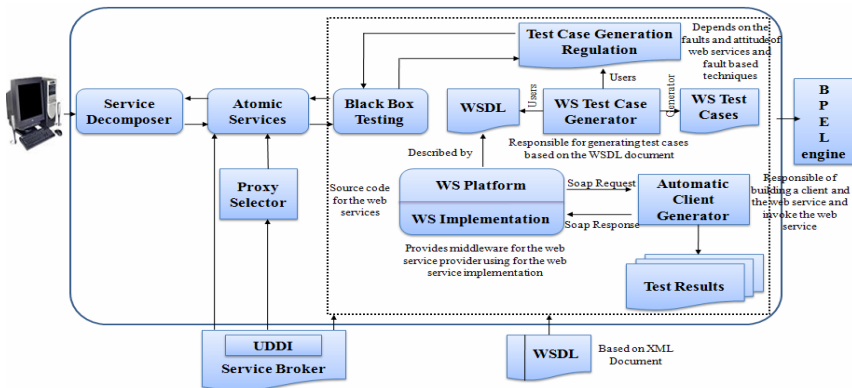 Test Case Generation
Regulation
Depends on the
faults and attitude of
web services and
fault based
techniques
Users
Users
Generator
Service
Decomposer
Atomic
Services
Black Box
Testing
WSDL
WS Test Case
Generator
WS Test
Cases
B
P
E
L
engine
Described by
Responsible for generating test cases
based on the WSDL document
Proxy
Selector
Source code
for the web
services
WS Platform
WS Implementation
Soap Request
Soap Response
Automatic
Client
Generator
Responsible of
building a client and
the web service and
invoke the web
service
Provides middleware for the web
service provider using for the web
service implementation
Test Results
UDDI
Service Broker
WSDL
Based on XML
Document